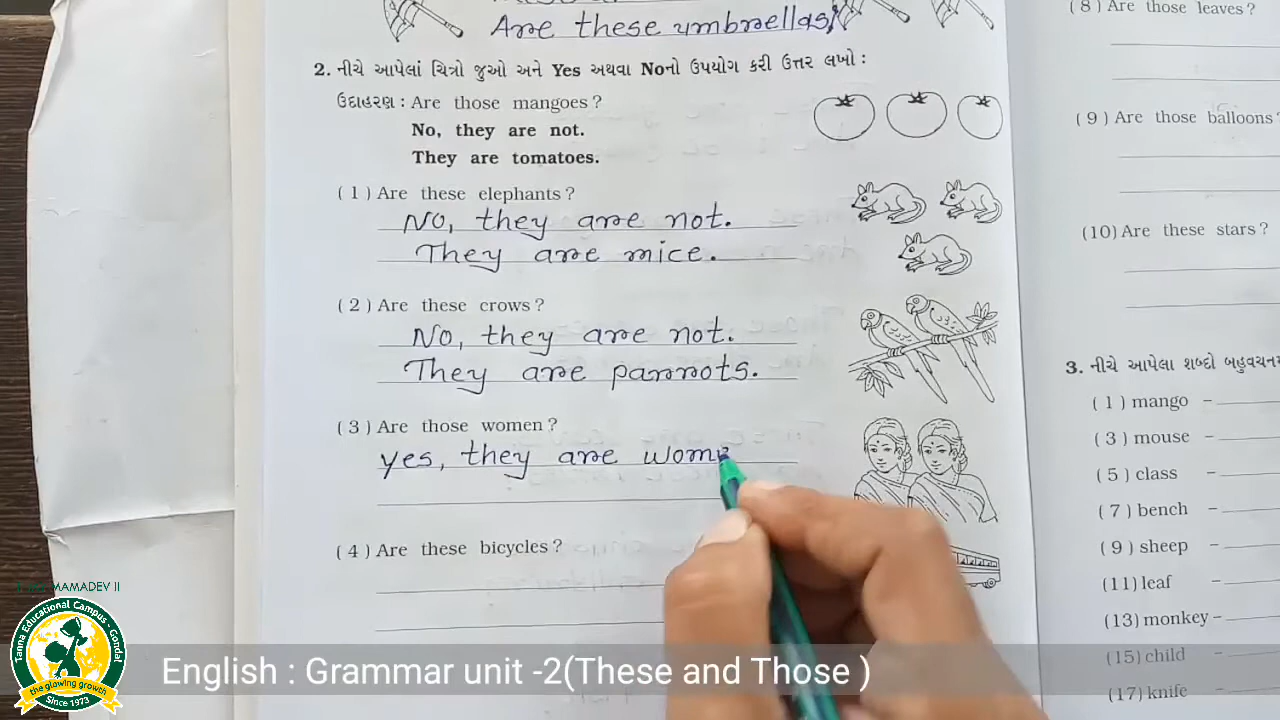 Are these umbrellas?
2. નીચે આપેલાં ચિત્રો જુઓ અને Yes અથવા Noનો ઉપયોગ કરી ઉત્તર લખો :
ઉદાહરણ : Are those mangoes ?
No, they are not.
They are tomatoes.
( 1 ) Are these elephants ?
No, they are not.
They are mice.
( 2 ) Are these crows ?
No, they are not.
They are parrots.
( 3 ) Are those women ?
yes, they are wome
( 4 ) Are these bicycles ?
( 8 ) Are those leaves ?
( 9 ) Are those balloons ?
(10) Are these stars ?
3. નીચે આપેલા શબ્દો બહુવચન
( 1 ) mango –
( 3 ) mouse –
( 5 ) class –
( 7 ) bench –
( 9 ) sheep –
(11) leaf –
(13) monkey –
(15) child –
(17) knife –
MAMADEV II
Tanna Educational Campus - Gondal
the glowing growth
Since 1973
English : Grammar unit -2(These and Those )